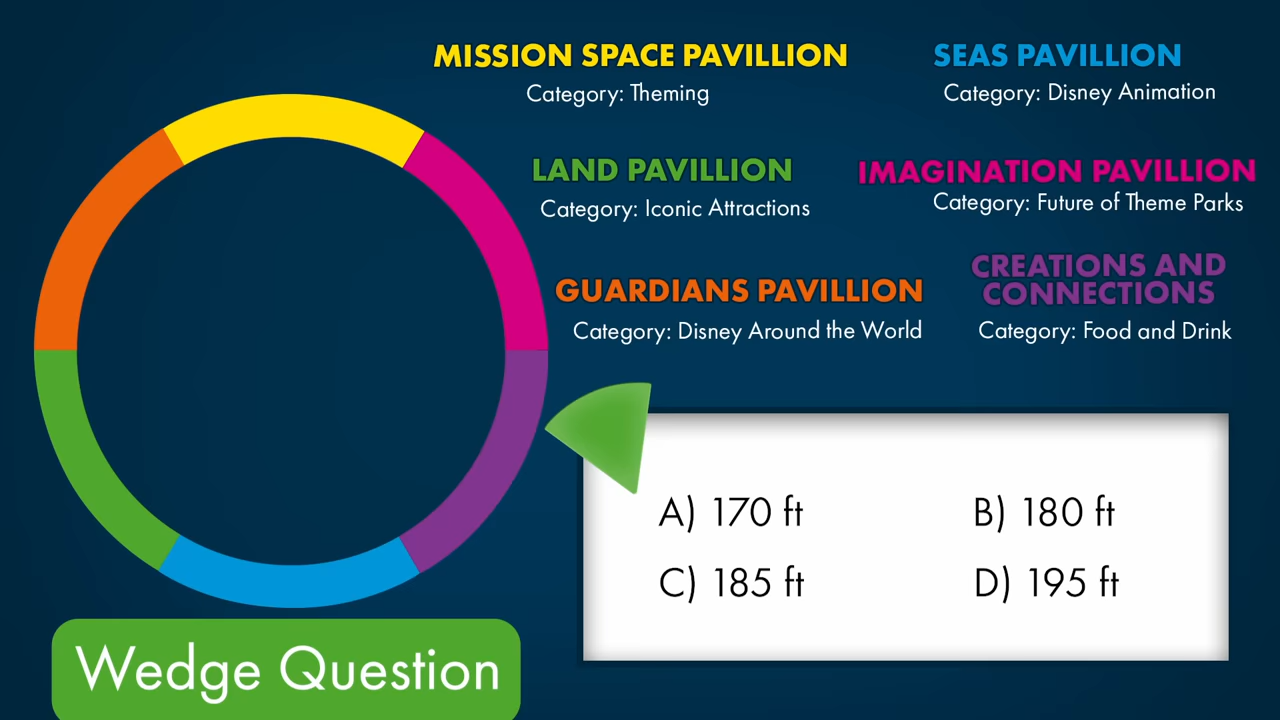 MISSION SPACE PAVILLION
Category: Theming
SEAS PAVILLION
Category: Disney Animation
LAND PAVILLION
Category: Iconic Attractions
IMAGINATION PAVILLION
Category: Future of Theme Parks
GUARDIANS PAVILLION
Category: Disney Around the World
CREATIONS AND
CONNECTIONS
Category: Food and Drink
A) 170 ft
B) 180 ft
C) 185 ft
D) 195 ft
Wedge Question